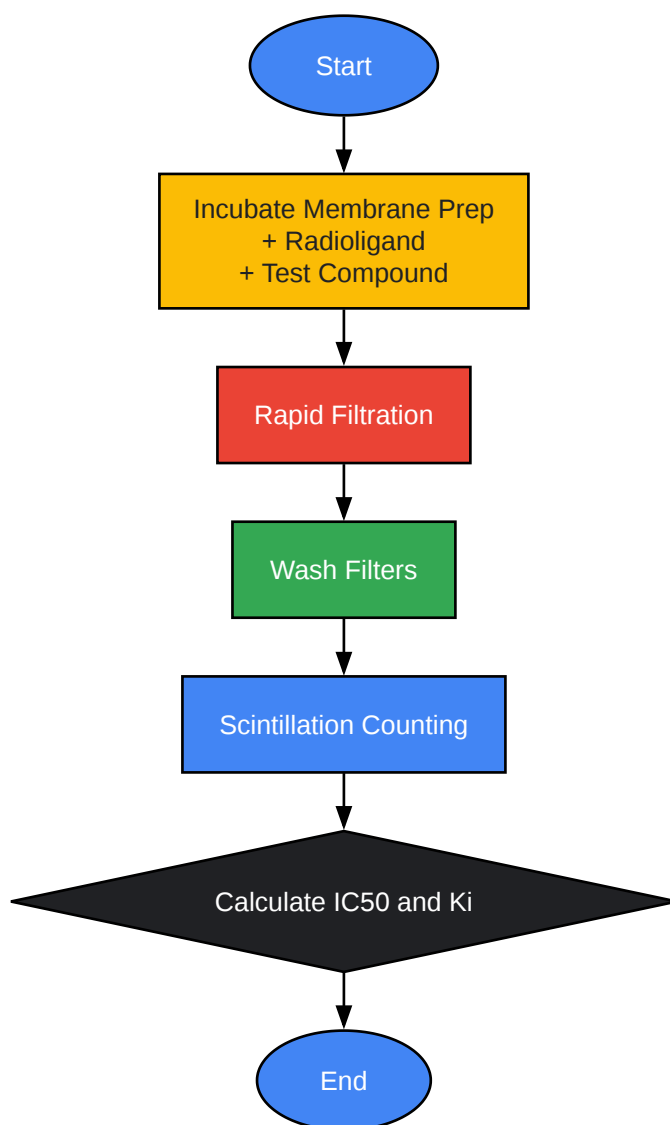 Start
Incubate Membrane Prep
+ Radioligand
+ Test Compound
Rapid Filtration
Wash Filters
Scintillation Counting
Calculate IC50 and Ki
End